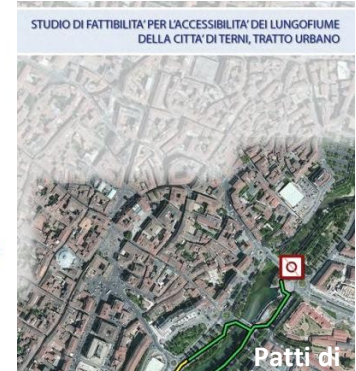 STUDIO DI FATTIBILITA' PER L'ACCESSIBILITA' DEI LUNGOFIUME
DELLA CITTA' DI TERNI, TRATTO URBANO
Patti di